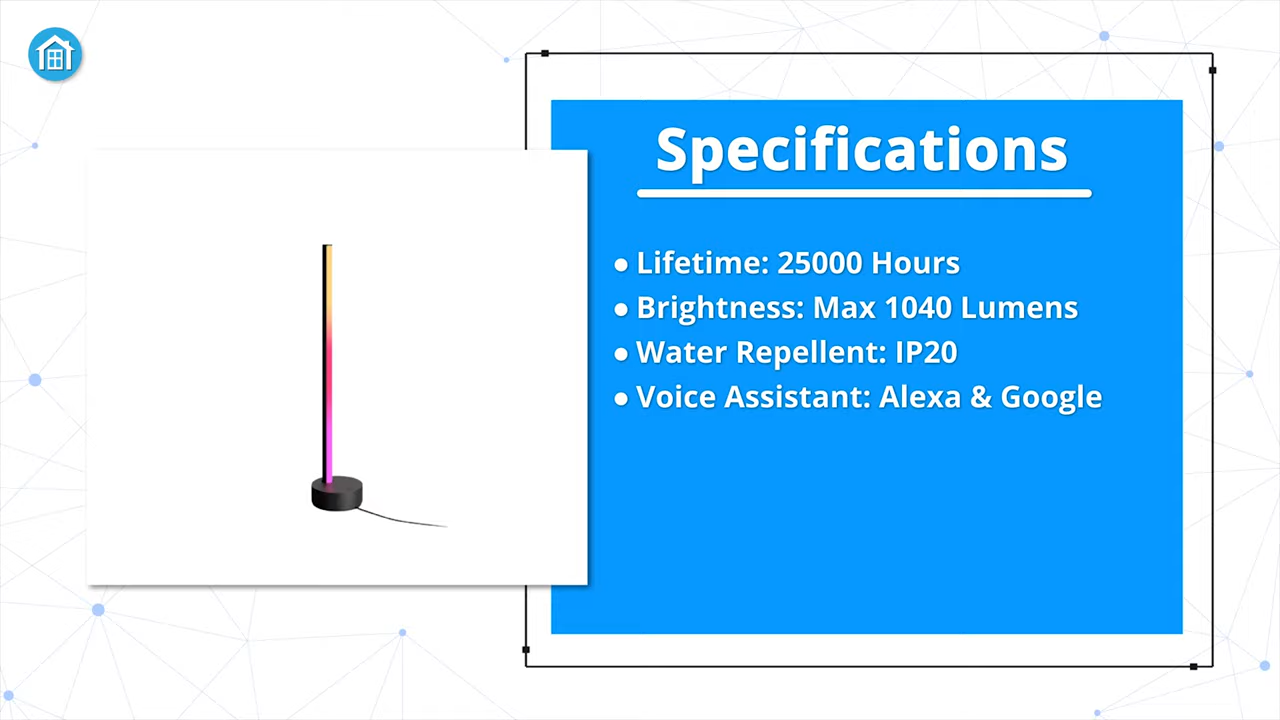 Specifications
● Lifetime: 25000 Hours
● Brightness: Max 1040 Lumens
● Water Repellent: IP20
● Voice Assistant: Alexa & Google